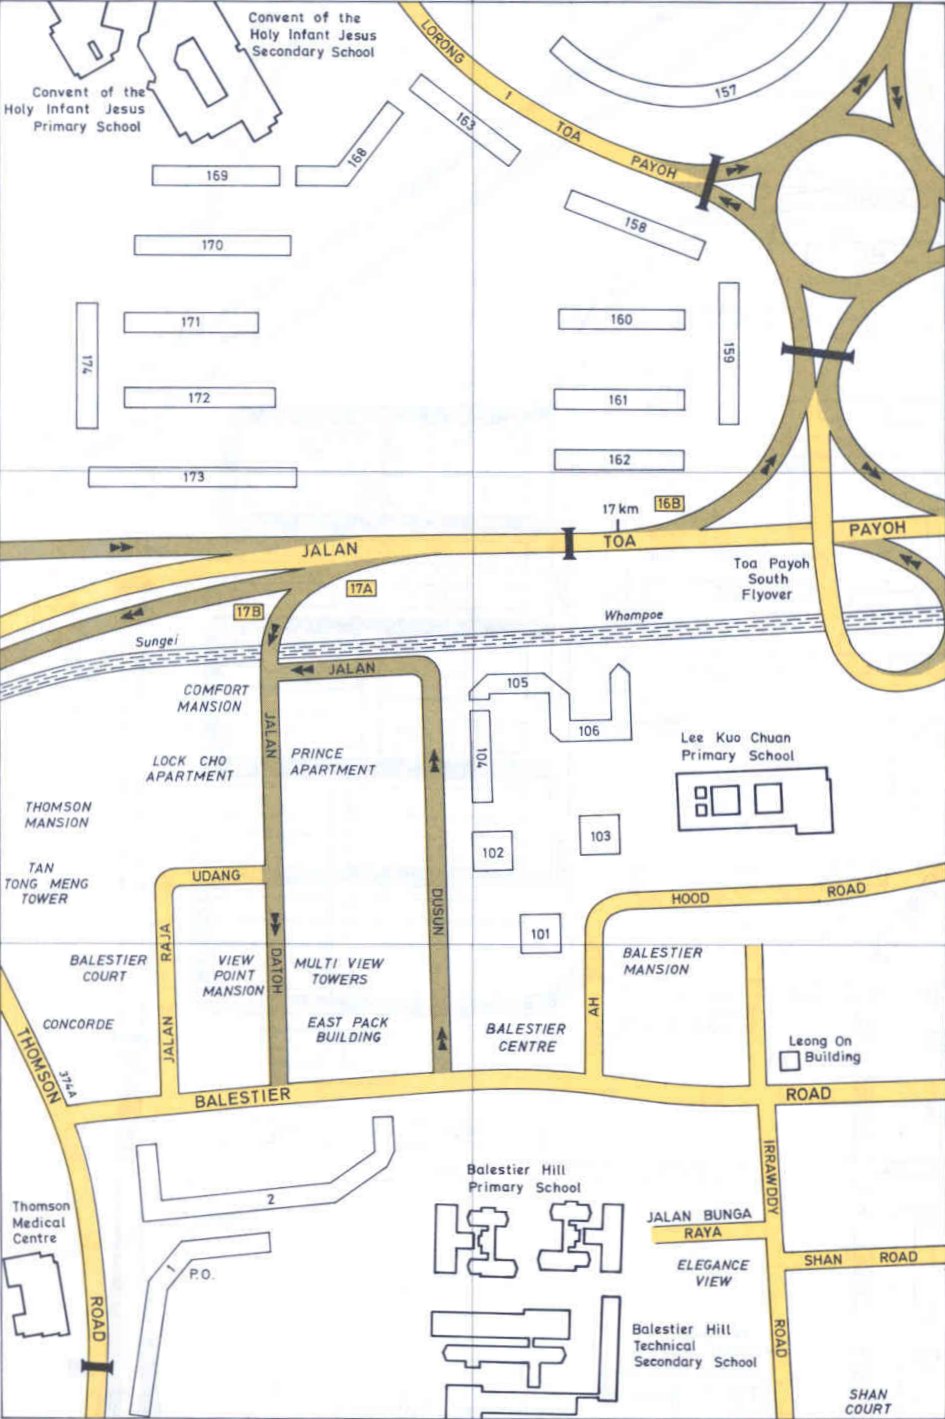 Convent of the
Holy Infant Jesus
Secondary School
LORONG 1 TOA PAYOH
157
Convent of the
Holy Infant Jesus
Primary School
163
168
169
158
170
171
160
174
159
172
161
162
173
17 km
16B
JALAN TOA PAYOH
Toa Payoh
South
Flyover
17A
17B
Sungei Whampoe
JALAN DUSUN
COMFORT
MANSION
105
106
104
JALAN DATOH
LOCK CHO
APARTMENT
PRINCE
APARTMENT
Lee Kuo Chuan
Primary School
THOMSON
MANSION
102
103
TAN
TONG MENG
TOWER
UDANG
JALAN RAJA
AH HOOD ROAD
101
BALESTIER
COURT
VIEW
POINT
MANSION
MULTI VIEW
TOWERS
BALESTIER
MANSION
CONCORDE
EAST PACK
BUILDING
BALESTIER
CENTRE
Leong On
Building
THOMSON ROAD
374A
BALESTIER ROAD
IRRAWDDY ROAD
2
Balestier Hill
Primary School
Thomson
Medical
Centre
JALAN BUNGA
RAYA
SHAN ROAD
1
P.O.
ELEGANCE
VIEW
Balestier Hill
Technical
Secondary School
SHAN
COURT